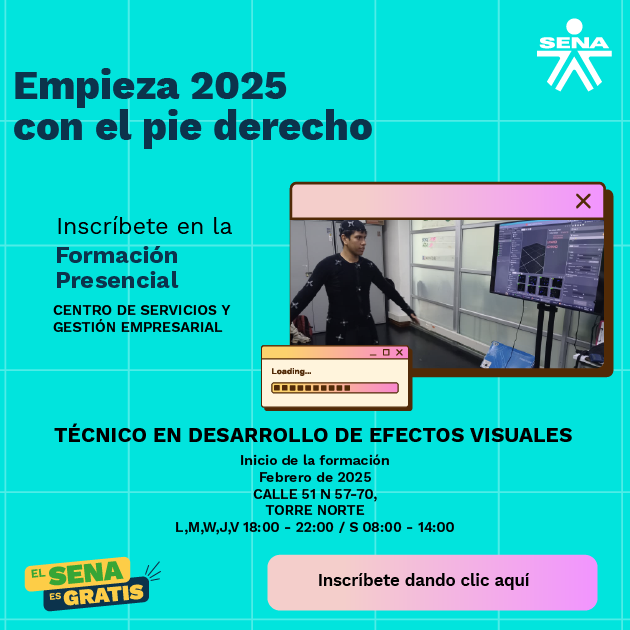 SENA
Empieza 2025
con el pie derecho
Inscríbete en la
Formación
Presencial
CENTRO DE SERVICIOS Y
GESTIÓN EMPRESARIAL
Loading...
TÉCNICO EN DESARROLLO DE EFECTOS VISUALES
Inicio de la formación
Febrero de 2025
CALLE 51 N 57-70,
TORRE NORTE
L,M,W,J,V 18:00 - 22:00 / S 08:00 - 14:00
EL SENA
ES GRATIS
Inscríbete dando clic aquí